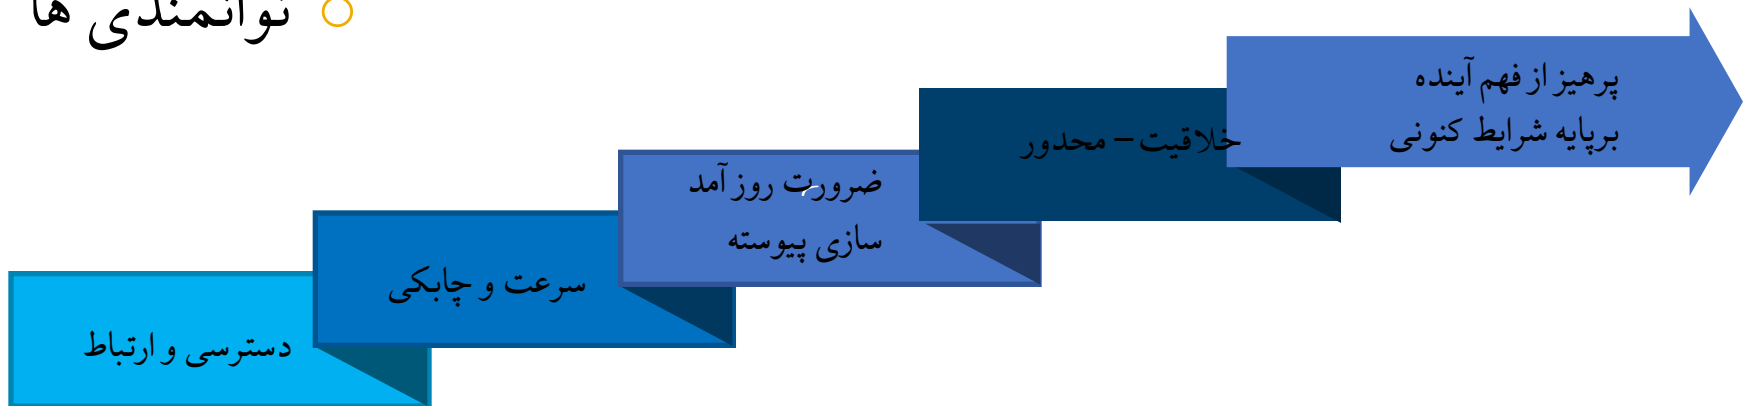 توانمندی ها
پرهیز از فهم آینده
برپایه شرایط کنونی
خلاقیت – محدور
ضرورت روز آمد
سازی پیوسته
سرعت و چابکی
دسترسی و ارتباط